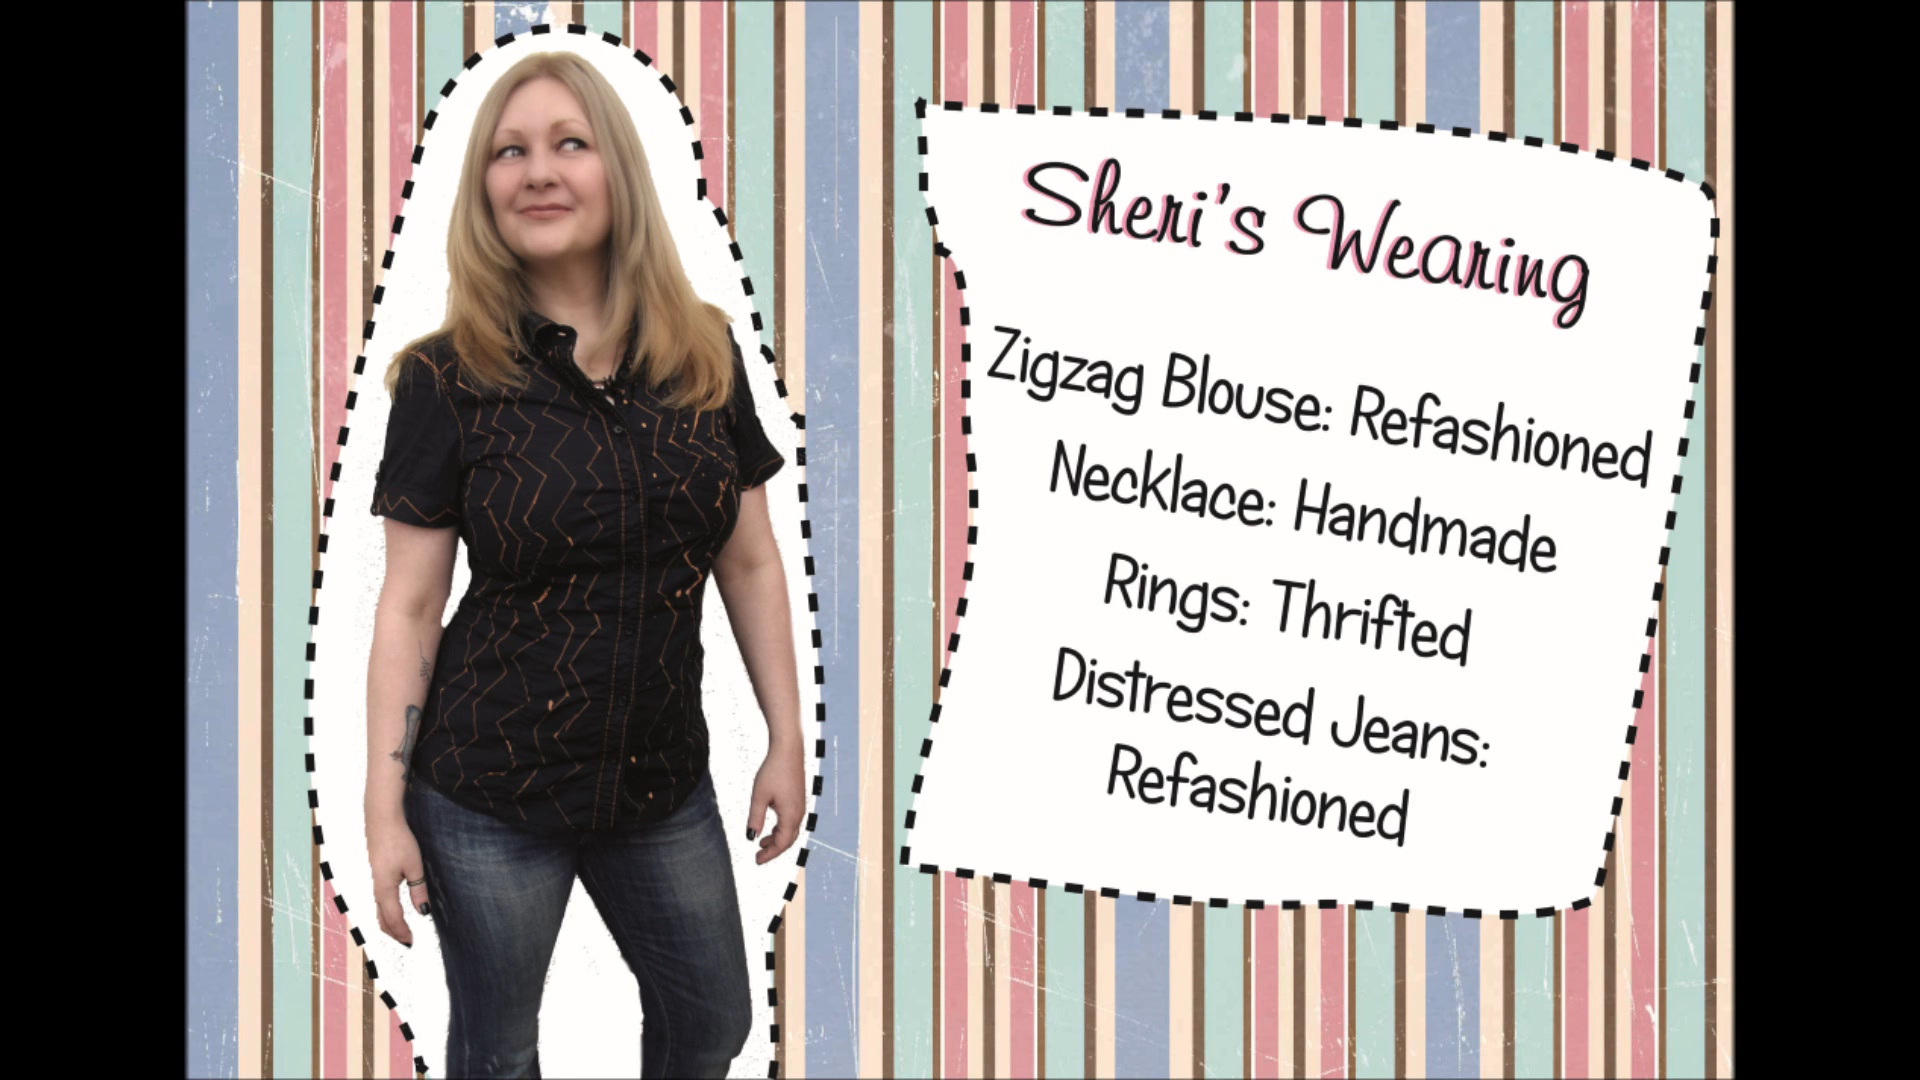 Sheri's Wearing
Zigzag Blouse: Refashioned
Necklace: Handmade
Rings: Thrifted
Distressed Jeans:
Refashioned